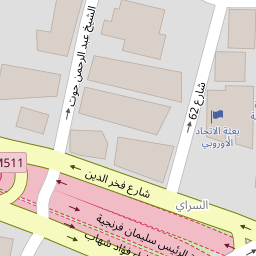 الشيخ عبد الرحمن حوت
شارع 62
بعثة الاتحاد
الأوروبي
M511
شارع فخر الدين
السراي
الرئيس سليمان فرنجية
فؤاد شهاب